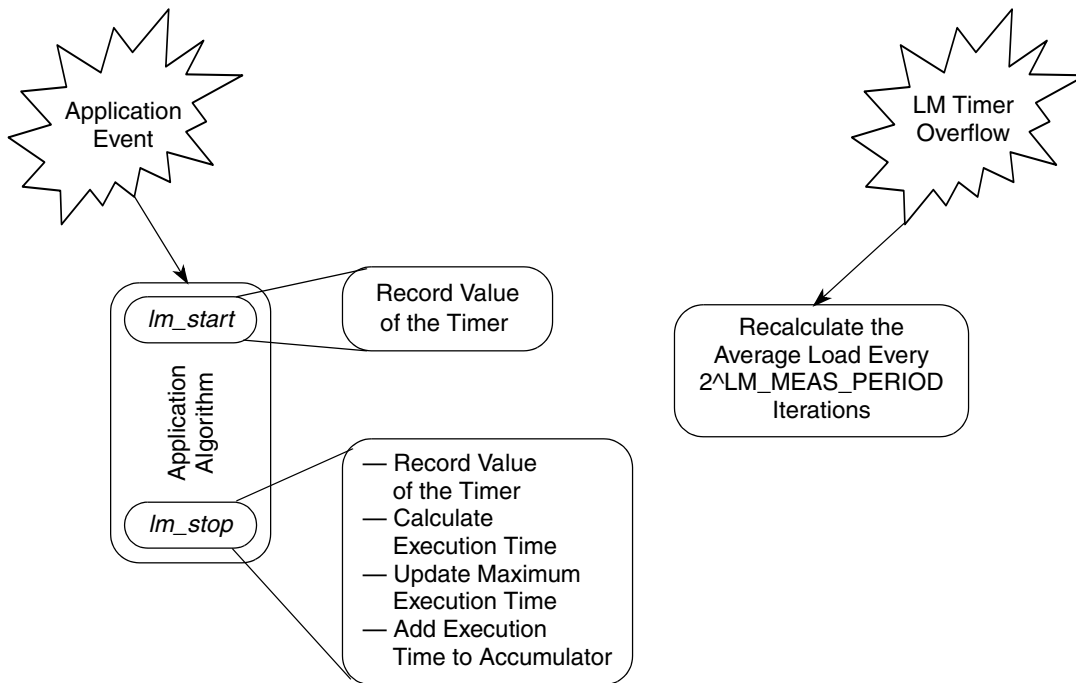 Application
Event
LM Timer
Overflow
lm_start
Record Value
of the Timer
Recalculate the
Average Load Every
2^LM_MEAS_PERIOD
Iterations
Application
Algorithm
lm_stop
— Record Value
of the Timer
— Calculate
Execution Time
— Update Maximum
Execution Time
— Add Execution
Time to Accumulator